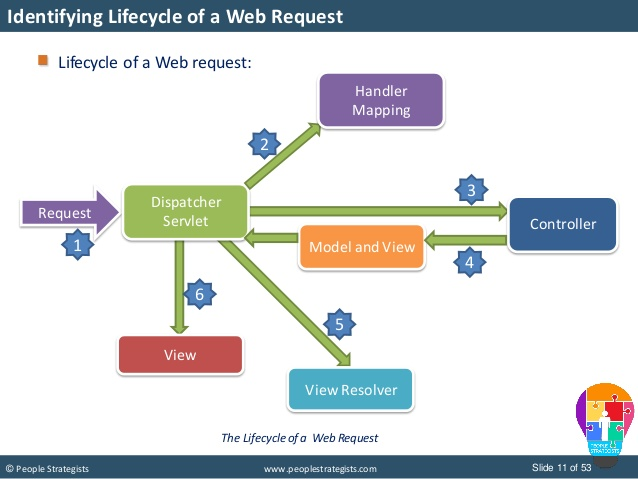 Identifying Lifecycle of a Web Request
Lifecycle of a Web request:
Handler
Mapping
2
Dispatcher
Servlet
3
Request
1
Controller
Model and View
4
6
5
View
View Resolver
The Lifecycle of a Web Request
PEOPLE
STRATEGISTS
© People Strategists
www.peoplestrategists.com
Slide 11 of 53